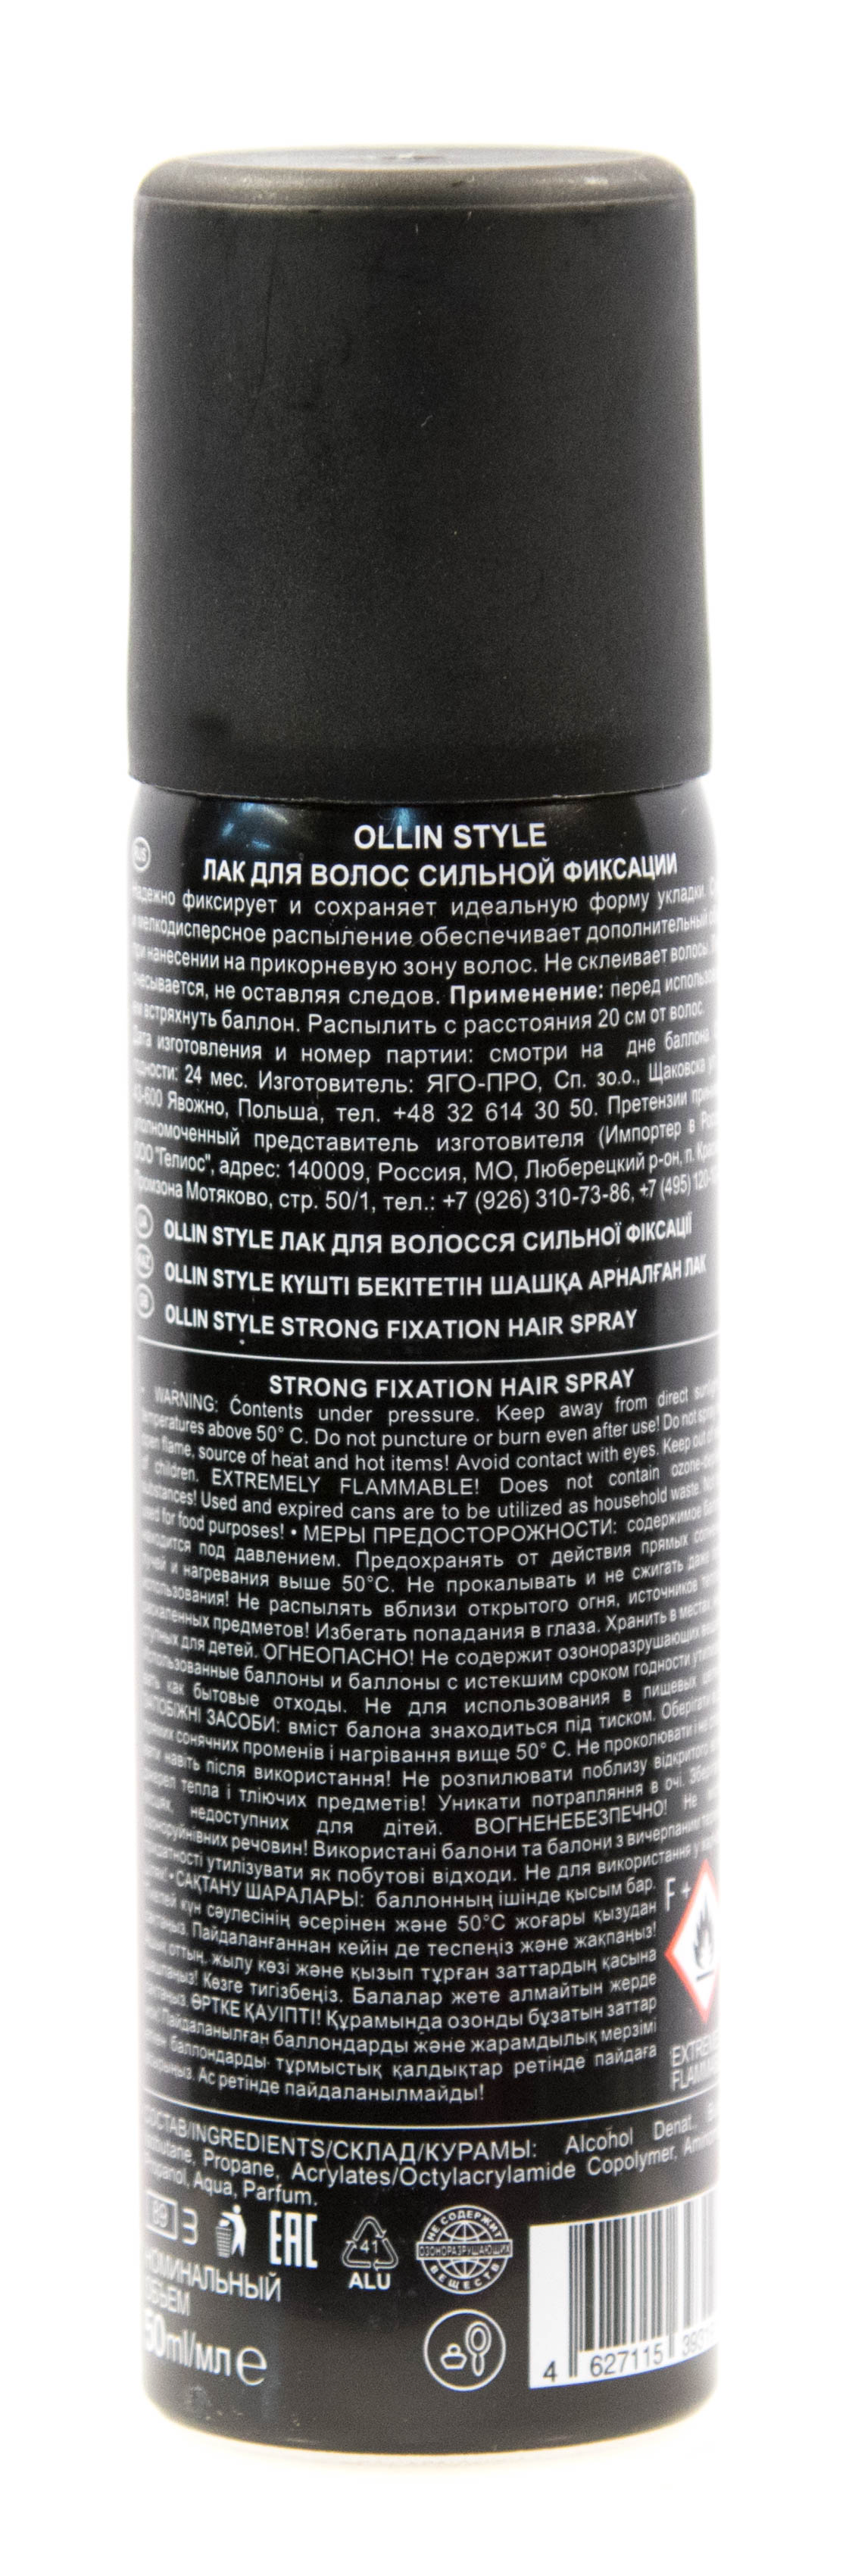 RUS
OLLIN STYLE
ЛАК ДЛЯ ВОЛОС СИЛЬНОЙ ФИКСАЦИИ
надежно фиксирует и сохраняет идеальную форму укладки.
и мелкодисперсное распыление обеспечивает дополнительный
при нанесении на прикорневую зону волос. Не склеивает волосы.
не оставляя следов. Применение: перед
встряхнуть баллон. Распылить с расстояния 20 см от волос.
Дата изготовления и номер партии: смотри на дне баллона
24 мес. Изготовитель: ЯГО-ПРО, Сп. зо.о., Щаковска
43-600 Явожно, Польша, тел. +48 32 614 30 50. Претензии
уполномоченный представитель изготовителя (Импортер в
ООО "Гелиос", адрес: 140009, Россия, МО, Люберецкий р-он, п.
Промзона Мотяково, стр. 50/1, тел.: +7 (926) 310-73-86, +7 (495)
UA OLLIN STYLE ЛАК ДЛЯ ВОЛОССЯ СИЛЬНОЇ ФІКСАЦІЇ
KAZ OLLIN STYLE КҮШТІ БЕКІТЕТІН ШАШҚА АРНАЛҒАН ЛАК
GB OLLIN STYLE STRONG FIXATION HAIR SPRAY
STRONG FIXATION HAIR SPRAY
• WARNING: Contents under pressure. Keep away from direct
temperatures above 50° C. Do not puncture or burn even after use! Do not spray
open flame, source of heat and hot items! Avoid contact with eyes. Keep out of
of children. EXTREMELY FLAMMABLE! Does not contain
substances! Used and expired cans are to be utilized as household waste.
used for food purposes! • МЕРЫ ПРЕДОСТОРОЖНОСТИ: содержимое
находится под давлением. Предохранять от действия прямых
лучей и нагревания выше 50°С. Не прокалывать и не сжигать даже
использования! Не распылять вблизи открытого огня, источников
раскаленных предметов! Избегать попадания в глаза. Хранить в местах,
для детей. ОГНЕОПАСНО! Не содержит озоноразрушающих
Использованные баллоны и баллоны с истекшим сроком годности
как бытовые отходы. Не для использования в пищевых
ЗАПОБІЖНІ ЗАСОБИ: вміст балона знаходиться під тиском. Оберігати
прямих сонячних променів і нагрівання вище 50° С. Не проколювати і не
навіть після використання! Не розпилювати поблизу відкритого
джерел тепла і тліючих предметів! Уникати потрапляння в очі.
місцях, недоступних для дітей. ВОГНЕНЕБЕЗПЕЧНО! Не
речовин! Використані балони та балони з вичерпаним
утилізувати як побутові відходи. Не для використання у
• САҚТАНУ ШАРАЛАРЫ: баллонның ішінде қысым бар.
күн сәулесінің әсерінен және 50°С жоғары қызудан
Пайдаланғаннан кейін де теспеңіз және жақпаңыз!
оттың, жылу көзі және қызып тұрған заттардың қасына
Көзге тигізбеңіз. Балалар жете алмайтын жерде
ӨРТКЕ ҚАУІПТІ! Құрамында озонды бұзатын заттар
Пайдаланылған баллондарды және жарамдылық мерзімі
баллондарды тұрмыстық қалдықтар ретінде пайдаға
Ас ретінде пайдаланылмайды!
F +
СОСТАВ/INGREDIENTS/СКЛАД/КУРАМЫ: Alcohol Denat.,
Propane, Acrylates/Octylacrylamide Copolymer,
Aqua, Parfum.
89 3
EAC
41
ALU
НЕ СОДЕРЖИТ
ОЗОНОРАЗРУШАЮЩИХ
ВЕЩЕСТВ
НОМИНАЛЬНЫЙ
ОБЪЕМ
50ml/мл e
4 627115